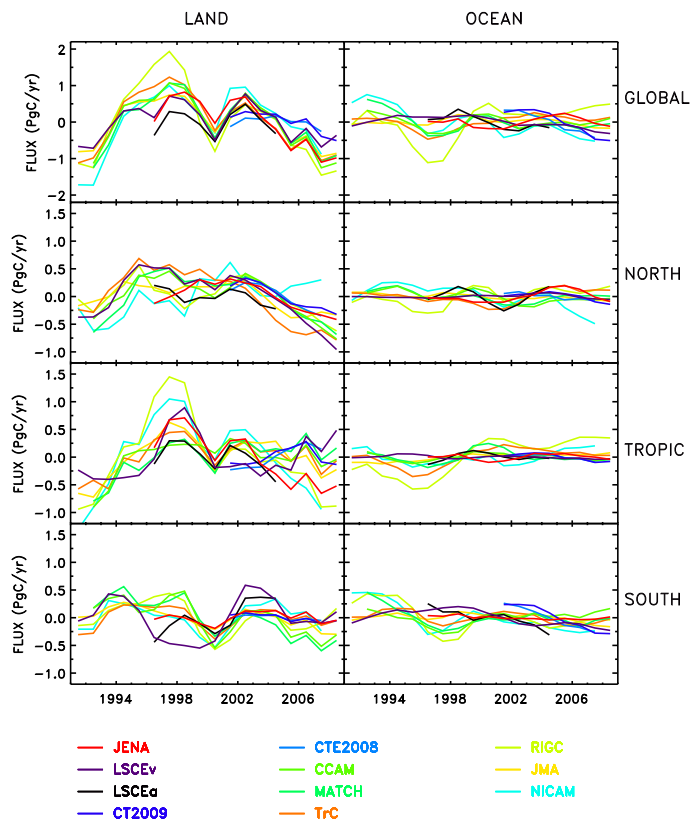 LAND OCEAN
FLUX (PgC/yr) 2 1 0 −1 −2 GLOBAL
FLUX (PgC/yr) 1.5 1.0 0.5 0.0 −0.5 −1.0 NORTH
FLUX (PgC/yr) 1.5 1.0 0.5 0.0 −0.5 −1.0 TROPIC
FLUX (PgC/yr) 1.5 1.0 0.5 0.0 −0.5 −1.0 SOUTH
1994 1998 2002 2006 1994 1998 2002 2006
JENA CTE2008 RIGC
LSCEv CCAM JMA
LSCEa MATCH NICAM
CT2009 TrC